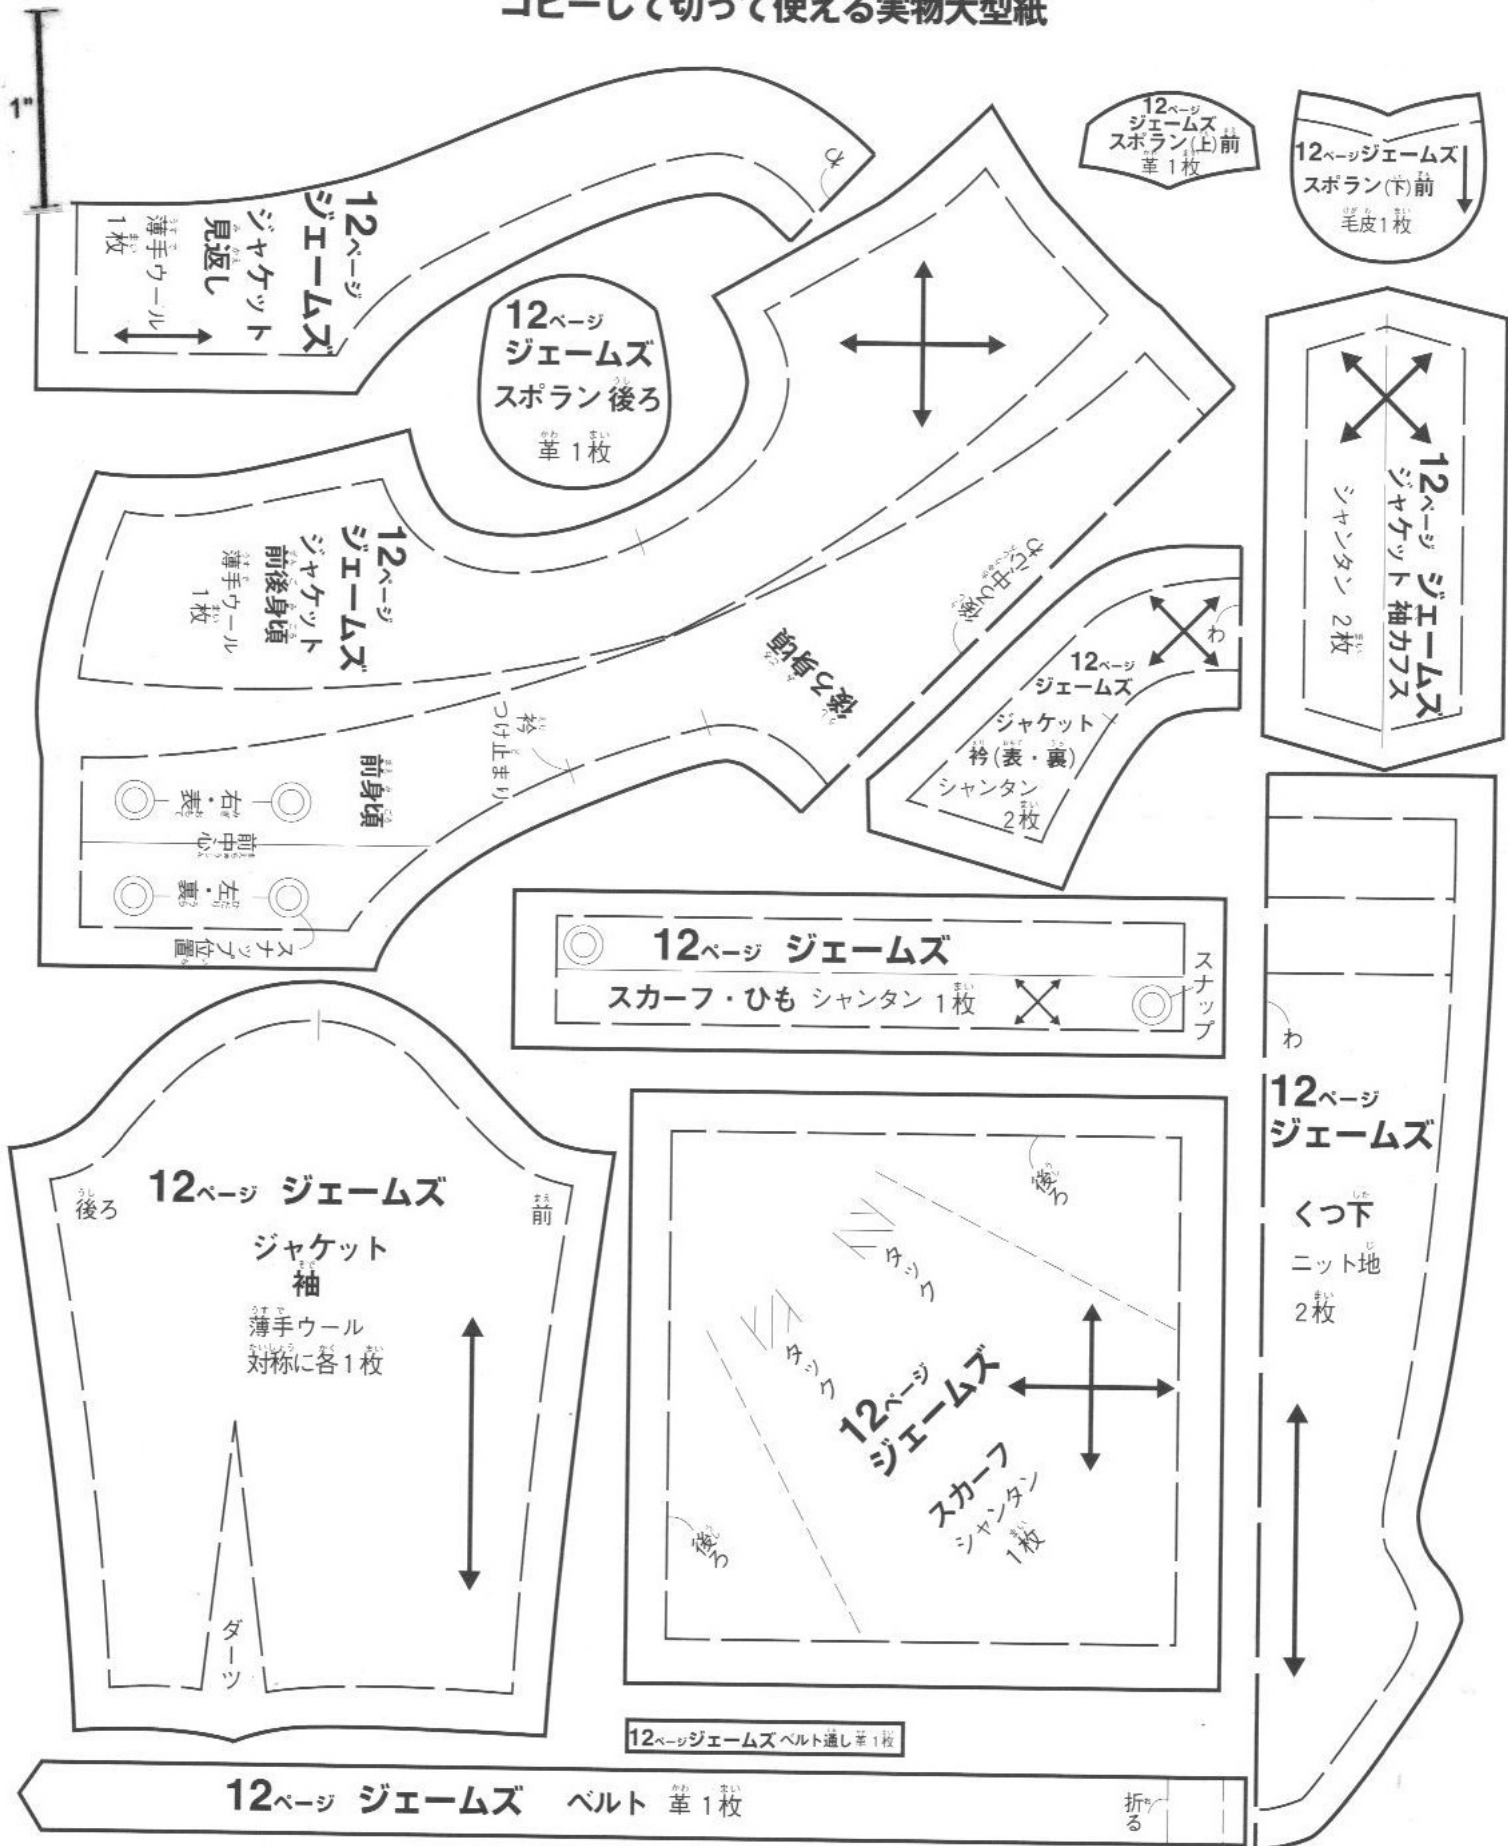 コピーして切って使える実物大型紙
1"
12ページ
ジェームズ
ジャケット
見返し
薄手ウール
1枚
わ
12ページ
ジェームズ
スポラン(上)前
革1枚
12ページジェームズ
スポラン(下)前
毛皮1枚
12ページ
ジェームズ
スポラン後ろ
革 1枚
12ページ ジェームズ
ジャケット 袖カフス
シャンタン 2枚
12ページ
ジェームズ
ジャケット
前後身頃
薄手ウール
1枚
後ろ身頃
衿
つけ止まり
前身頃
右・表
前中心
左・裏
スナップ位置
わ
12ページ
ジェームズ
ジャケット
衿(表・裏)
シャンタン
2枚
12ページ ジェームズ
スカーフ・ひも シャンタン 1枚
スナップ
わ
12ページ
ジェームズ
くつ下
ニット地
2枚
12ページ ジェームズ
後ろ
前
ジャケット
袖
薄手ウール
対称に各1枚
ダーツ
後ろ
タック
タック
12ページ
ジェームズ
スカーフ
シャンタン
1枚
後ろ
12ページジェームズ ベルト通し 革1枚
12ページ ジェームズ ベルト 革1枚
折る